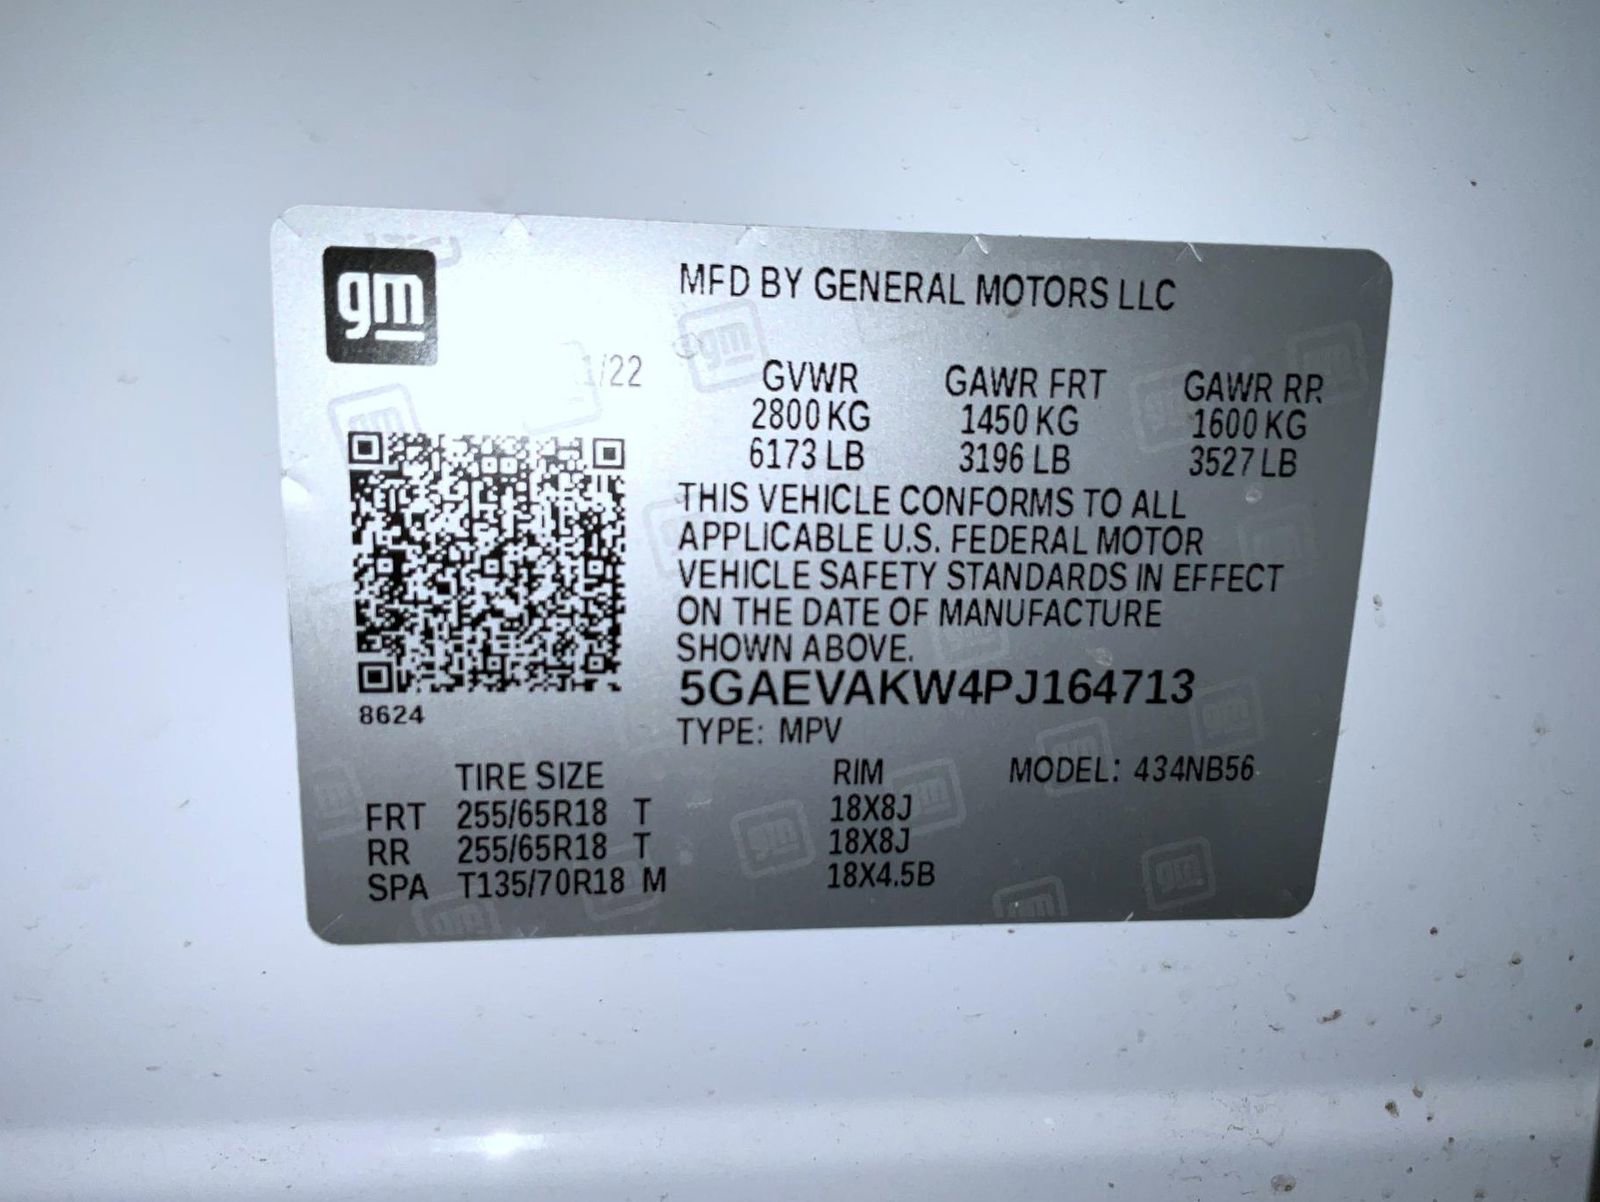 gm
MFD BY GENERAL MOTORS LLC
/22
GVWR GAWR FRT GAWR RR
2800 KG 1450 KG 1600 KG
6173 LB 3196 LB 3527 LB
THIS VEHICLE CONFORMS TO ALL
APPLICABLE U.S. FEDERAL MOTOR
VEHICLE SAFETY STANDARDS IN EFFECT
ON THE DATE OF MANUFACTURE
SHOWN ABOVE.
5GAEVAKW4PJ164713
8624
TYPE: MPV
TIRE SIZE RIM MODEL: 434NB56
FRT 255/65R18 T 18X8J
RR 255/65R18 T 18X8J
SPA T135/70R18 M 18X4.5B